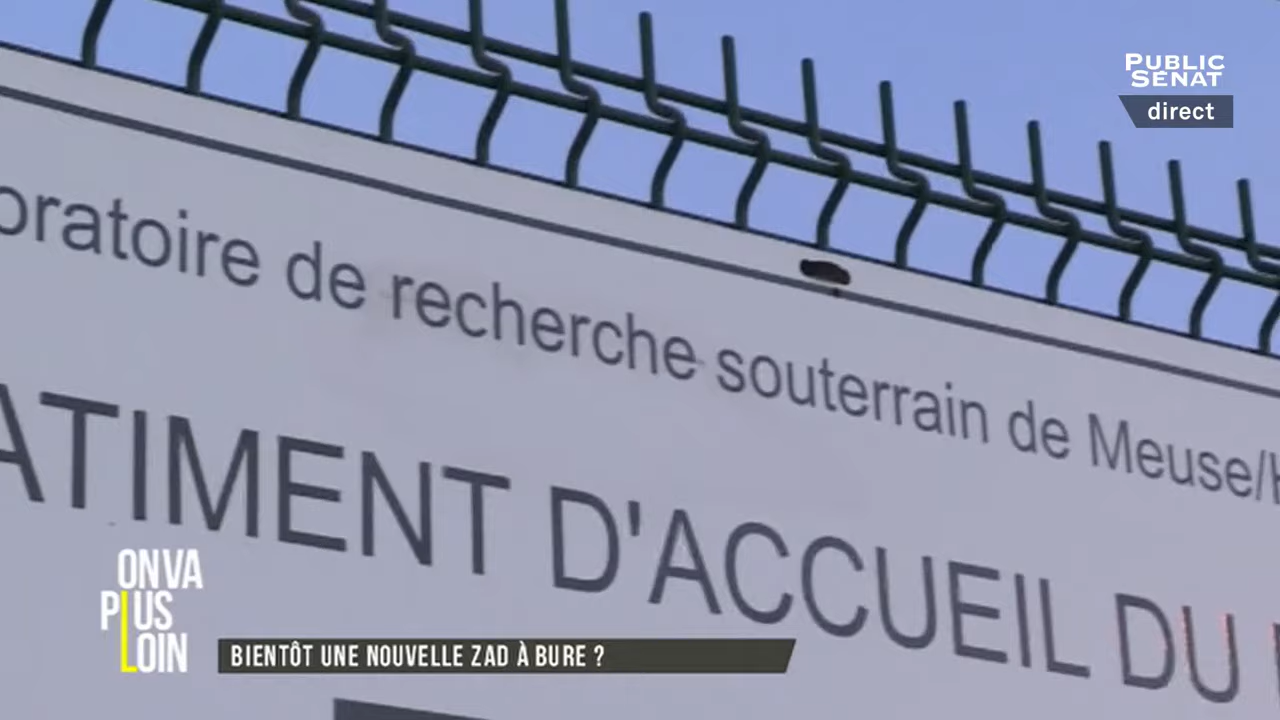 PUBLIC
SENAT
direct
oratoire de recherche souterrain de Meuse/H
ATIMENT D'ACCUEIL DU
ON VA
PLUS
LOIN
BIENTÔT UNE NOUVELLE ZAD À BURE ?